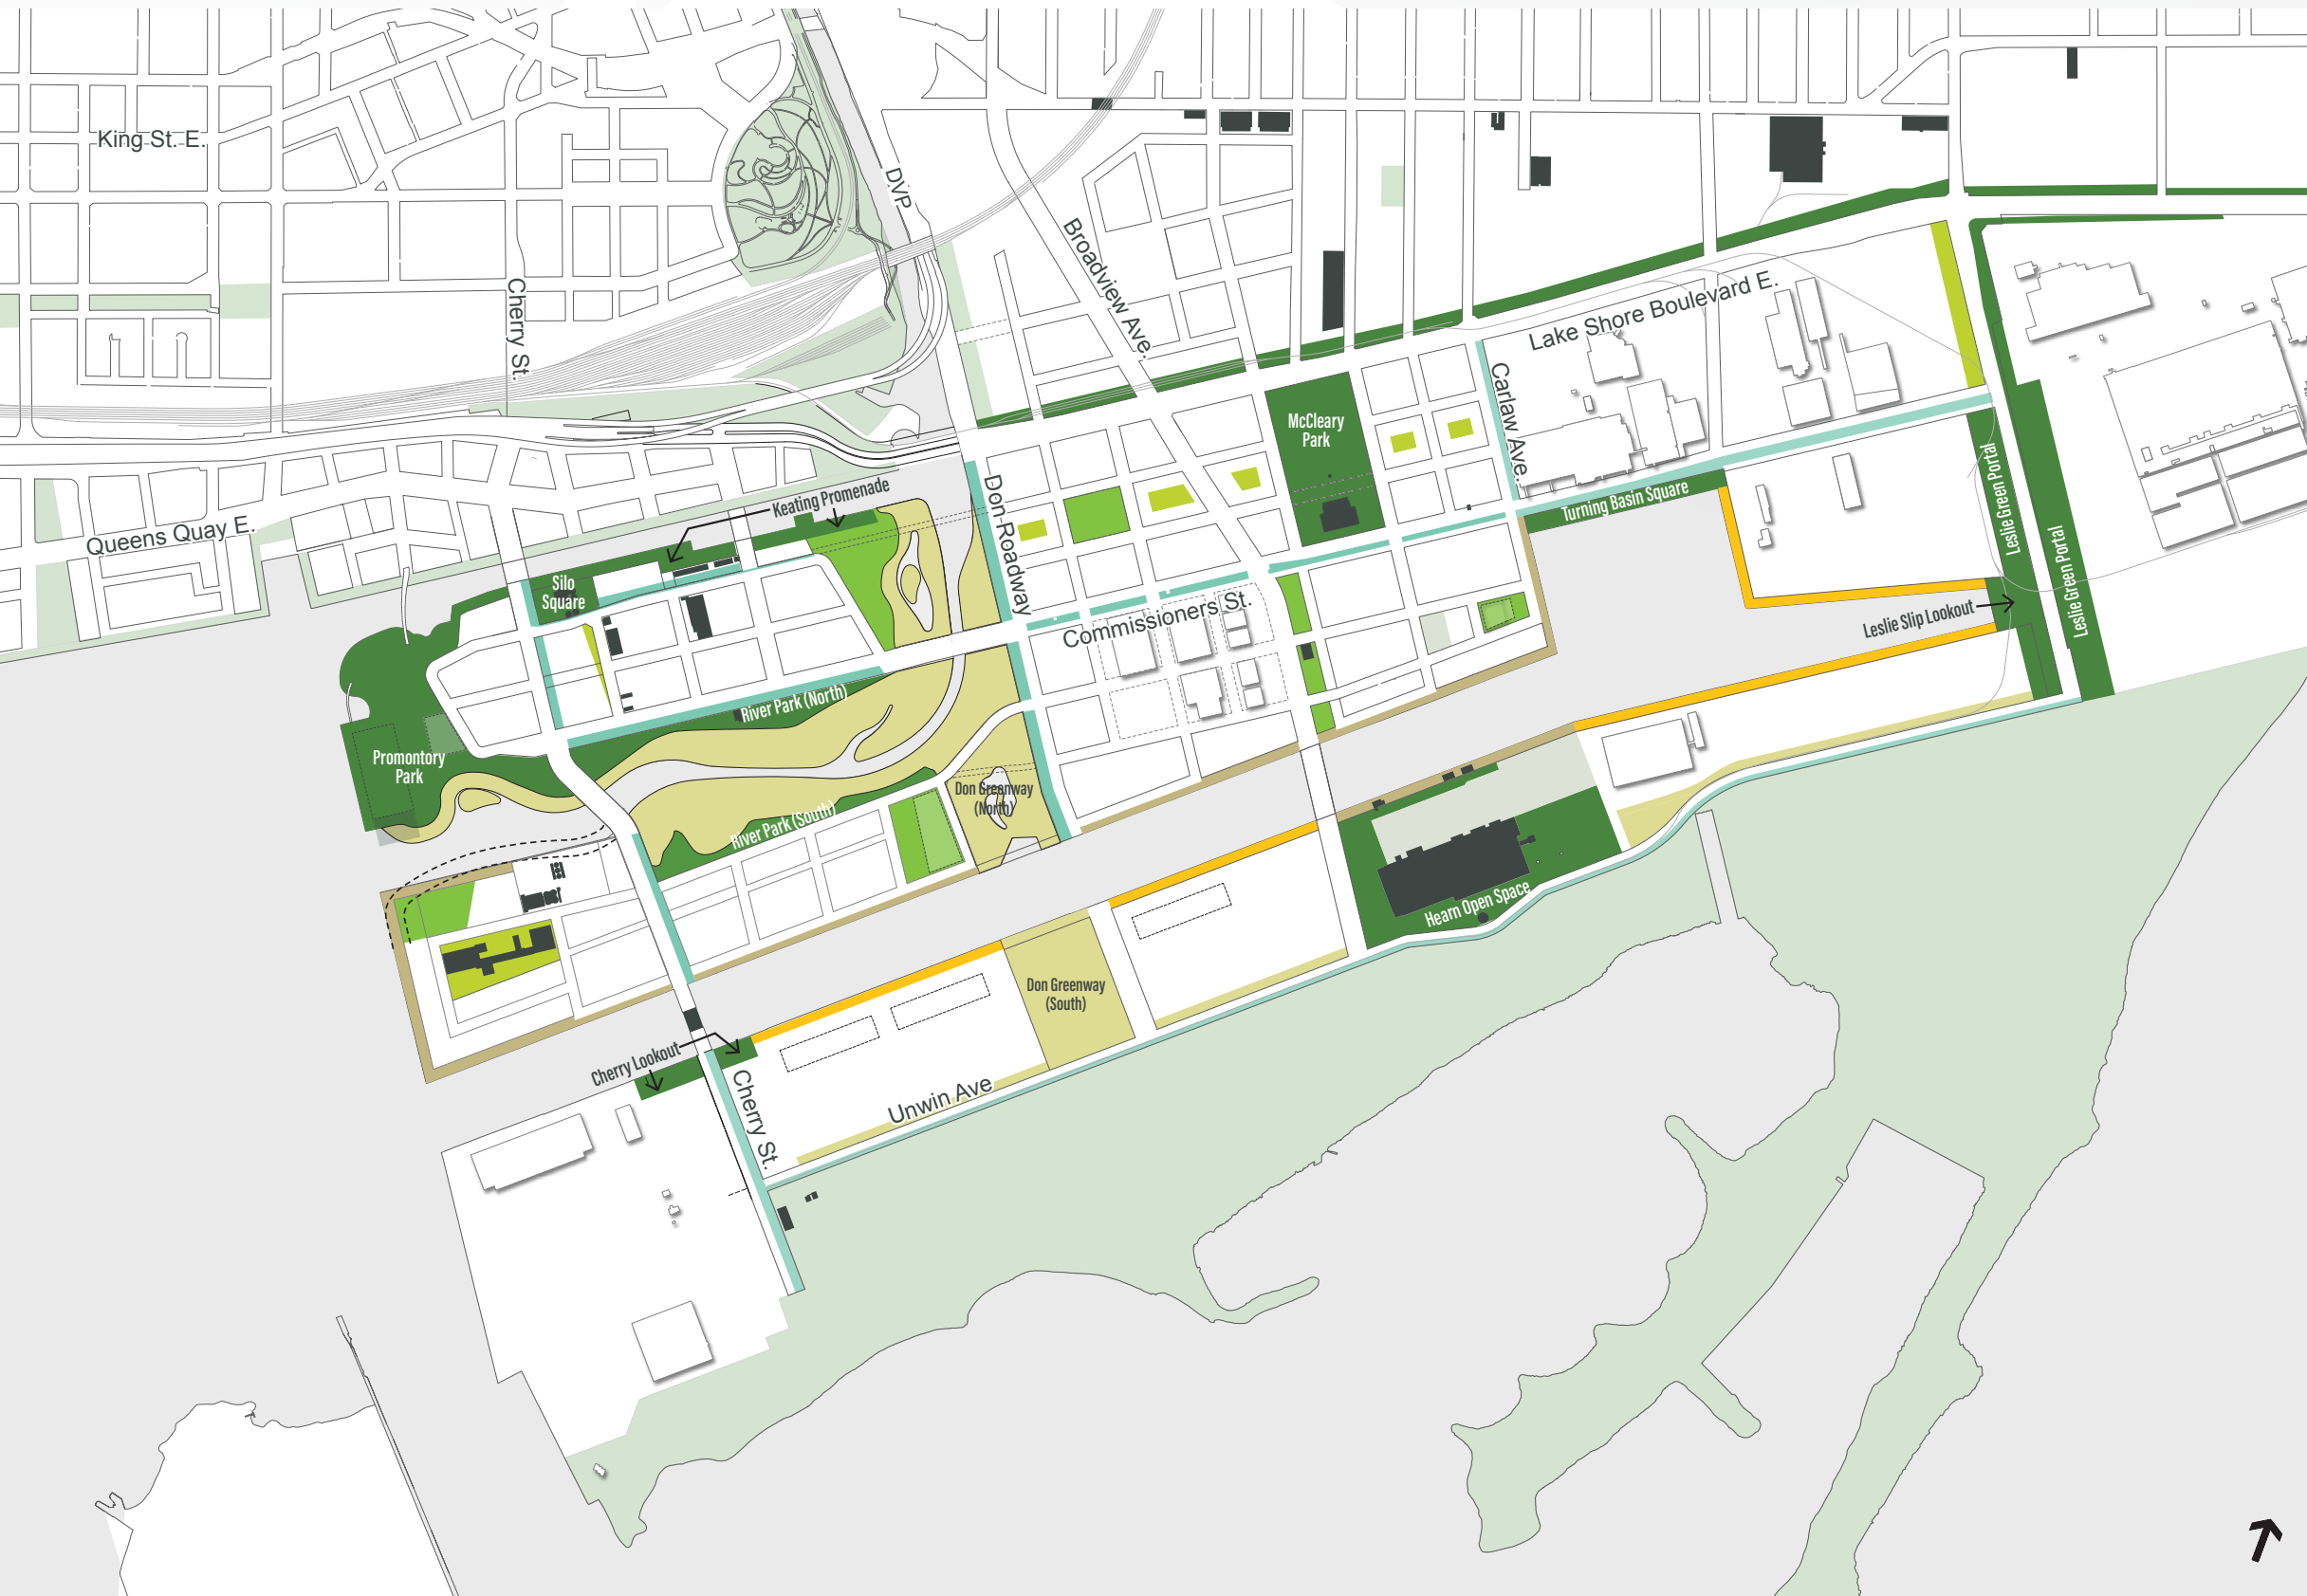 King St. E.
DVP
Broadview Ave.
Cherry St.
Lake Shore Boulevard E.
McCleary
Park
Carlaw Ave.
Queens Quay E.
Keating Promenade
Don Roadway
Turning Basin Square
Leslie Green Portal
Leslie Green Portal
Silo
Square
Commissioners St.
Leslie Slip Lookout
River Park (North)
Promontory
Park
Don Greenway
(North)
River Park (South)
Hearn Open Space
Don Greenway
(South)
Cherry Lookout
Cherry St.
Unwin Ave